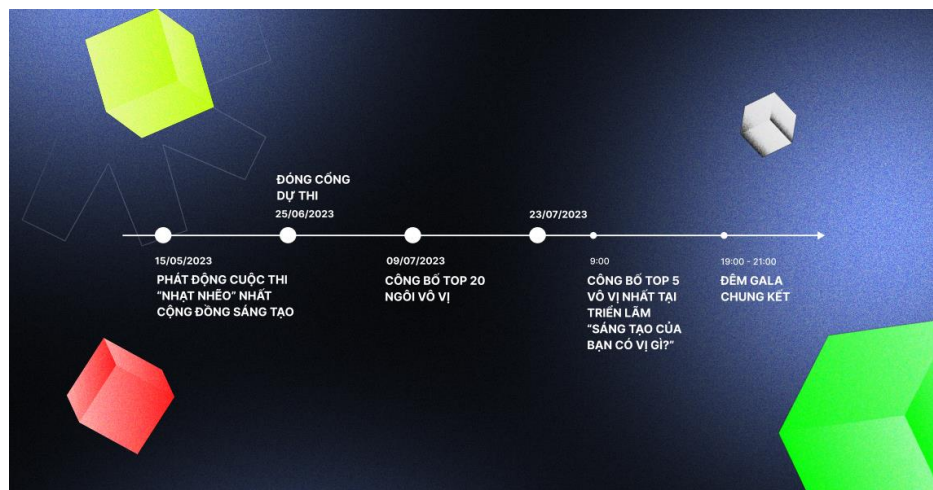 ĐÓNG CỔNG
DỰ THI
25/06/2023
23/07/2023
15/05/2023
PHÁT ĐỘNG CUỘC THI
“NHẠT NHẼO” NHẤT
CỘNG ĐỒNG SÁNG TẠO
09/07/2023
CÔNG BỐ TOP 20
NGÔI VÔ VỊ
9:00
CÔNG BỐ TOP 5
VÔ VỊ NHẤT TẠI
TRIỂN LÃM
“SÁNG TẠO CỦA
BẠN CÓ VỊ GÌ?”
19:00 - 21:00
ĐÊM GALA
CHUNG KẾT